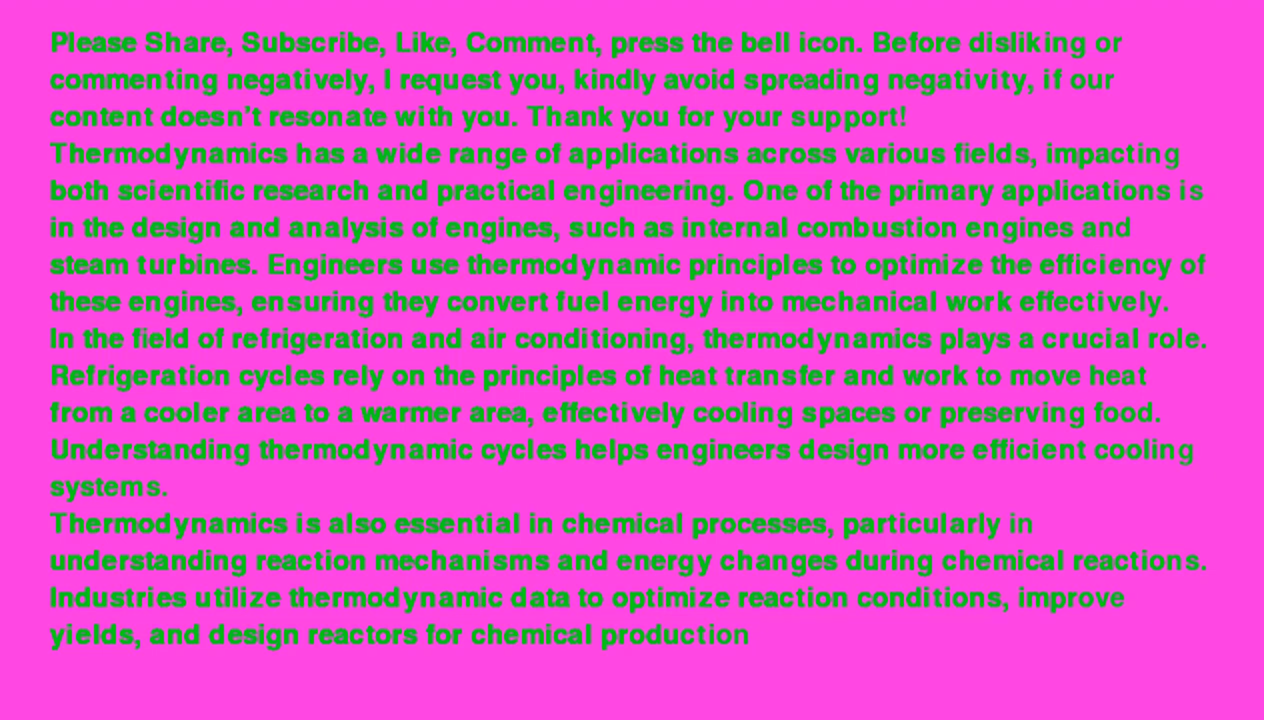 Please Share, Subscribe, Like, Comment, press the bell icon. Before disliking or
commenting negatively, I request you, kindly avoid spreading negativity, if our
content doesn't resonate with you. Thank you for your support!
Thermodynamics has a wide range of applications across various fields, impacting
both scientific research and practical engineering. One of the primary applications is
in the design and analysis of engines, such as internal combustion engines and
steam turbines. Engineers use thermodynamic principles to optimize the efficiency of
these engines, ensuring they convert fuel energy into mechanical work effectively.
In the field of refrigeration and air conditioning, thermodynamics plays a crucial role.
Refrigeration cycles rely on the principles of heat transfer and work to move heat
from a cooler area to a warmer area, effectively cooling spaces or preserving food.
Understanding thermodynamic cycles helps engineers design more efficient cooling
systems.
Thermodynamics is also essential in chemical processes, particularly in
understanding reaction mechanisms and energy changes during chemical reactions.
Industries utilize thermodynamic data to optimize reaction conditions, improve
yields, and design reactors for chemical production